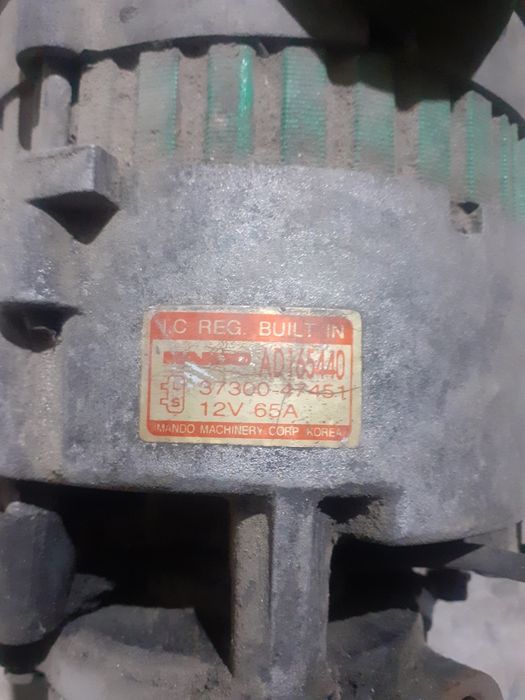 I.C REG. BUILT IN
MANDO AD165440
L
S
37300-47451
12V 65A
MANDO MACHINERY CORP. KOREA